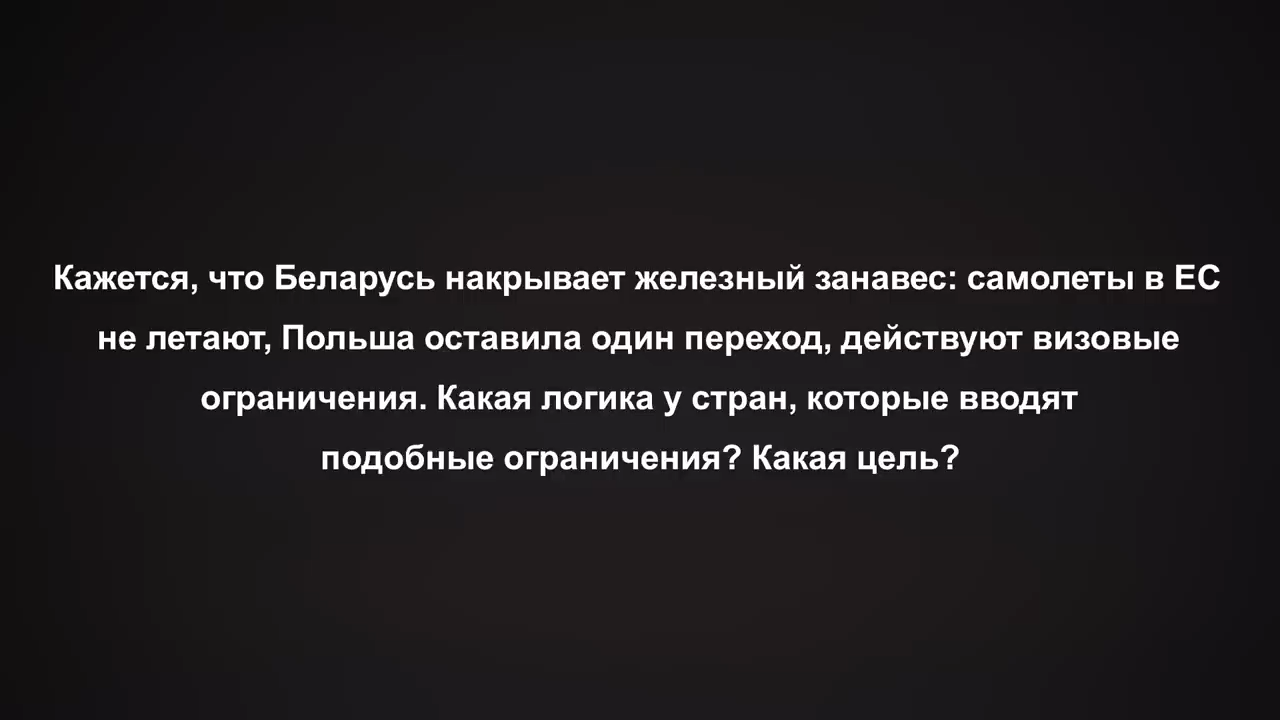 Кажется, что Беларусь накрывает железный занавес: самолеты в ЕС
не летают, Польша оставила один переход, действуют визовые
ограничения. Какая логика у стран, которые вводят
подобные ограничения? Какая цель?